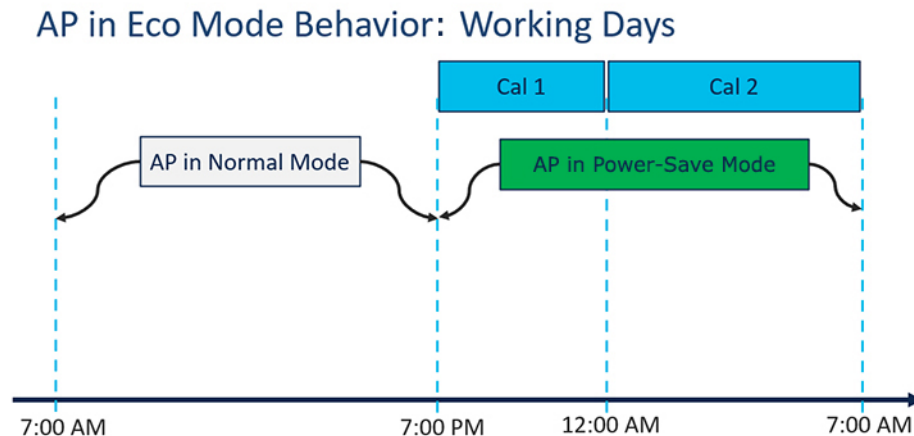 AP in Eco Mode Behavior: Working Days
Cal 1
Cal 2
AP in Normal Mode
AP in Power-Save Mode
7:00 AM
7:00 PM
12:00 AM
7:00 AM